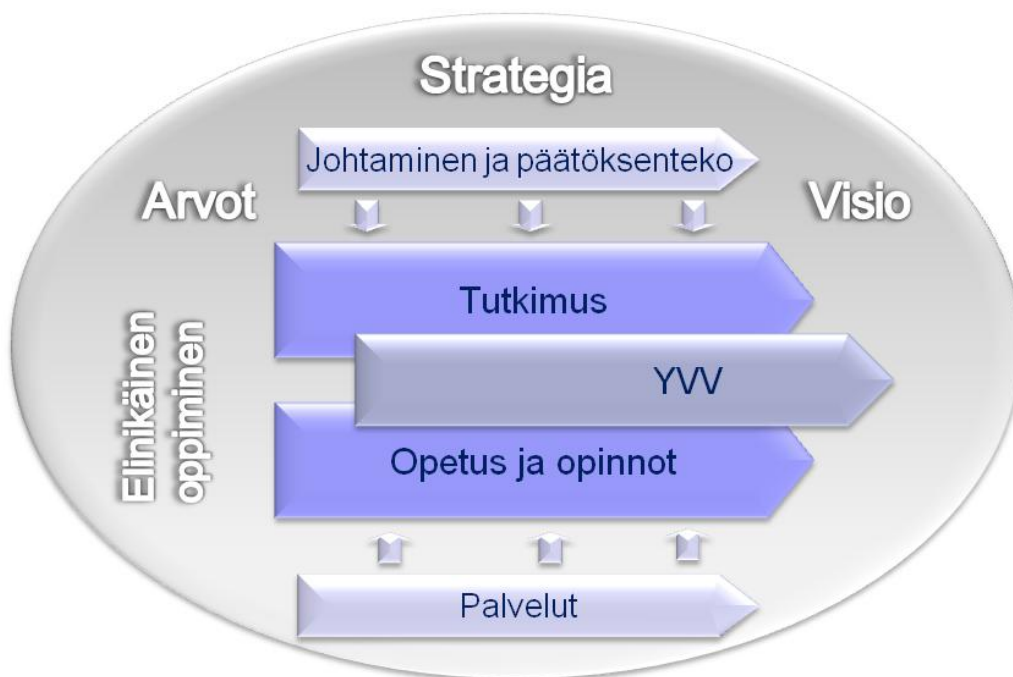 Strategia
Johtaminen ja päätöksenteko
Arvot
Visio
Tutkimus
Elinikäinen
oppiminen
YVV
Opetus ja opinnot
Palvelut